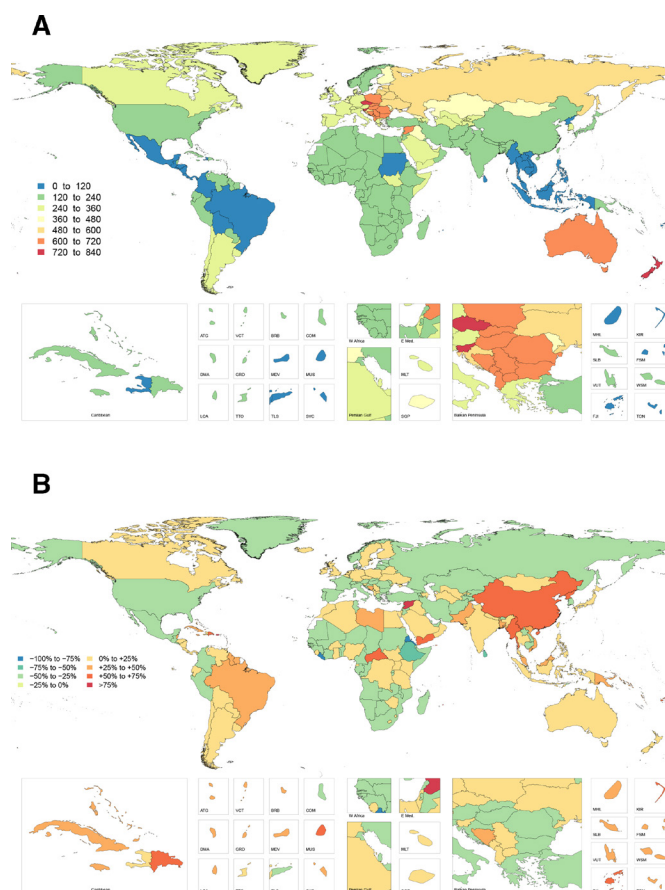 A
0 to 120
120 to 240
240 to 360
360 to 480
480 to 600
600 to 720
720 to 840
ATG VCT BRB COM
DMA GRD MDV MUS
LCA TTO TLS SYC
Caribbean
W Africa E Med.
MLT
Persian Gulf SGP Balkan Peninsula
MHL KIR
SLB FSM
VUT WSM
FJI TON
B
−100% to −75% 0% to +25%
−75% to −50% +25% to +50%
−50% to −25% +50% to +75%
−25% to 0% >75%
ATG VCT BRB COM
DMA GRD MDV MUS
W Africa E Med.
MLT
MHL KIR
SLB FSM
VUT WSM